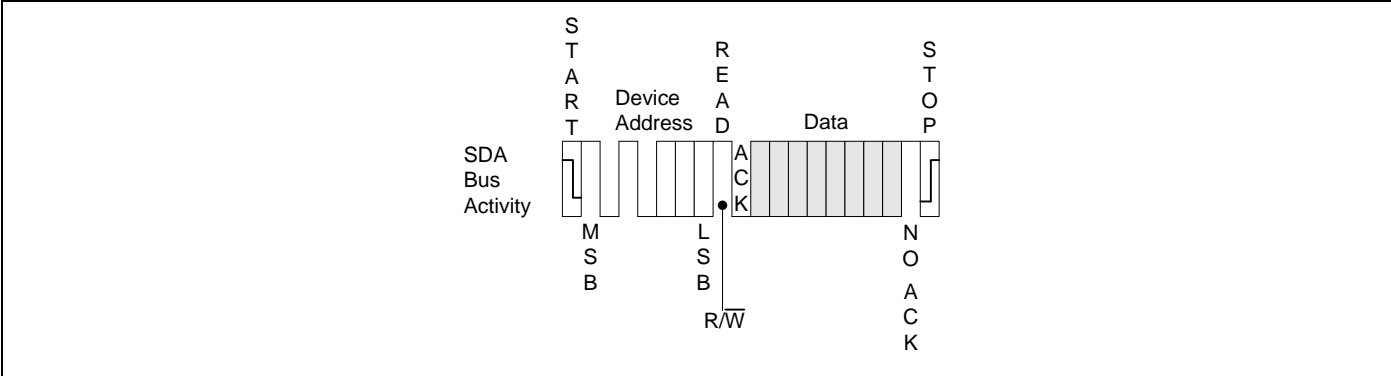 START
Device
Address
READ
Data
STOP
SDA
Bus
Activity
ACK
MSB
LSB
R/W̅
NO ACK